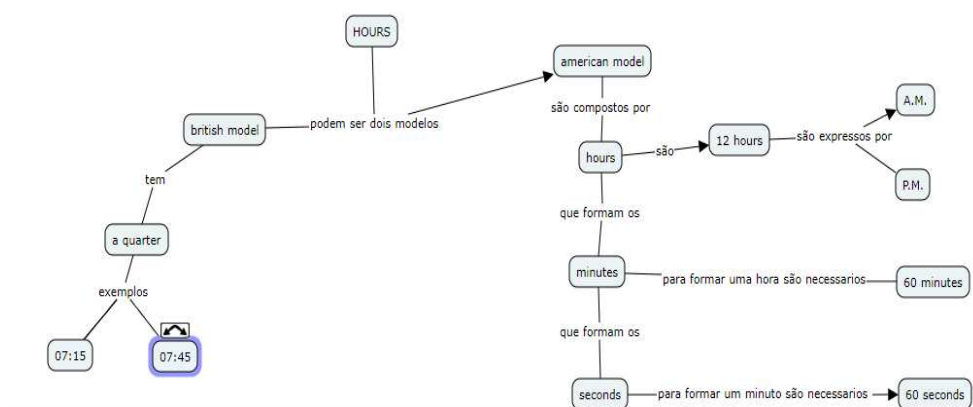 HOURS
podem ser dois modelos
british model
tem
a quarter
exemplos
07:15
07:45
american model
são compostos por
hours
são
12 hours
são expressos por
A.M.
P.M.
que formam os
minutes
para formar uma hora são necessarios
60 minutes
que formam os
seconds
para formar um minuto são necessarios
60 seconds